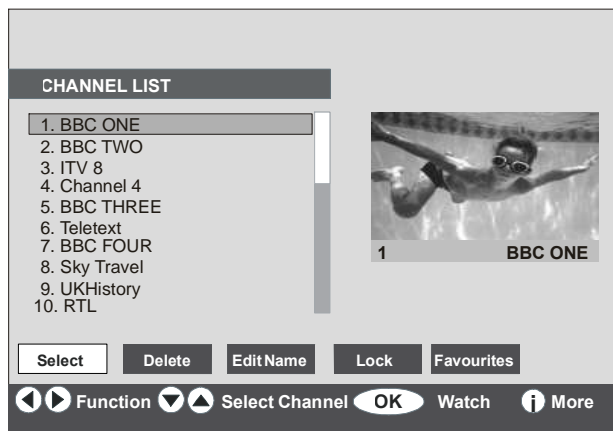 CHANNEL LIST
1. BBC ONE
2. BBC TWO
3. ITV 8
4. Channel 4
5. BBC THREE
6. Teletext
7. BBC FOUR
8. Sky Travel
9. UKHistory
10. RTL
1 BBC ONE
Select Delete Edit Name Lock Favourites
Function Select Channel OK Watch i More